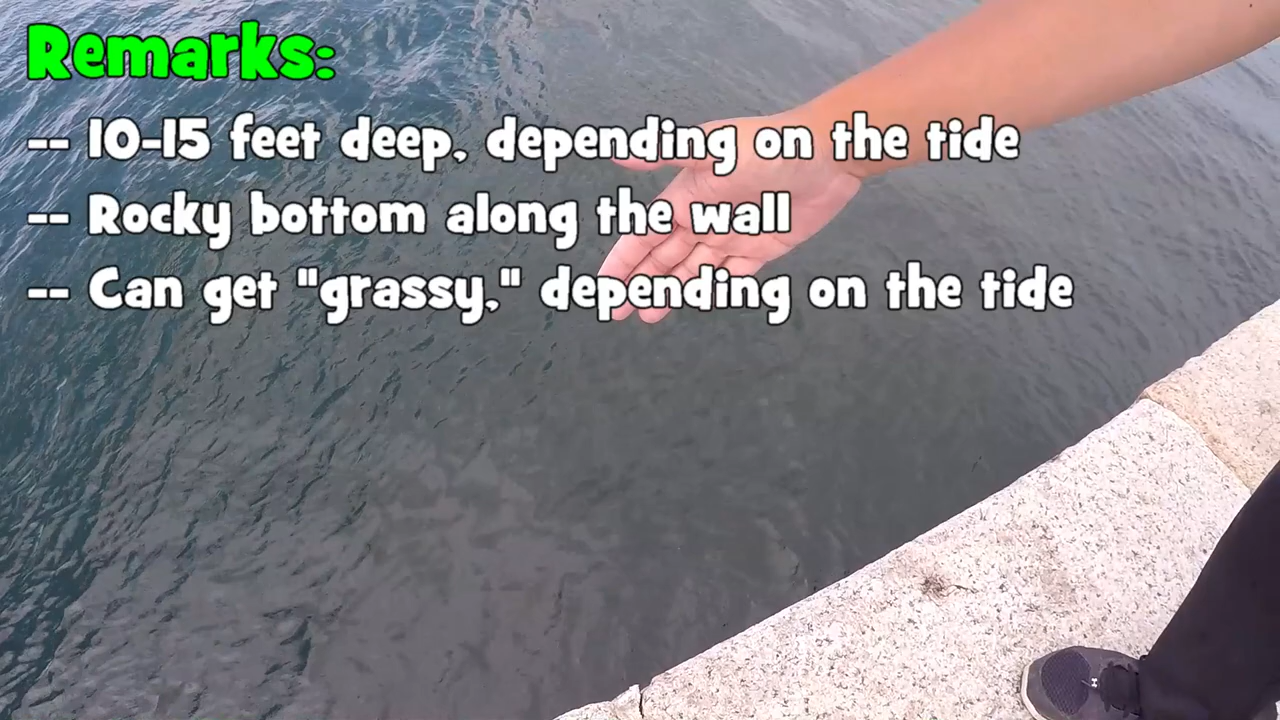 Remarks:
-- 10-15 feet deep, depending on the tide
-- Rocky bottom along the wall
-- Can get "grassy," depending on the tide